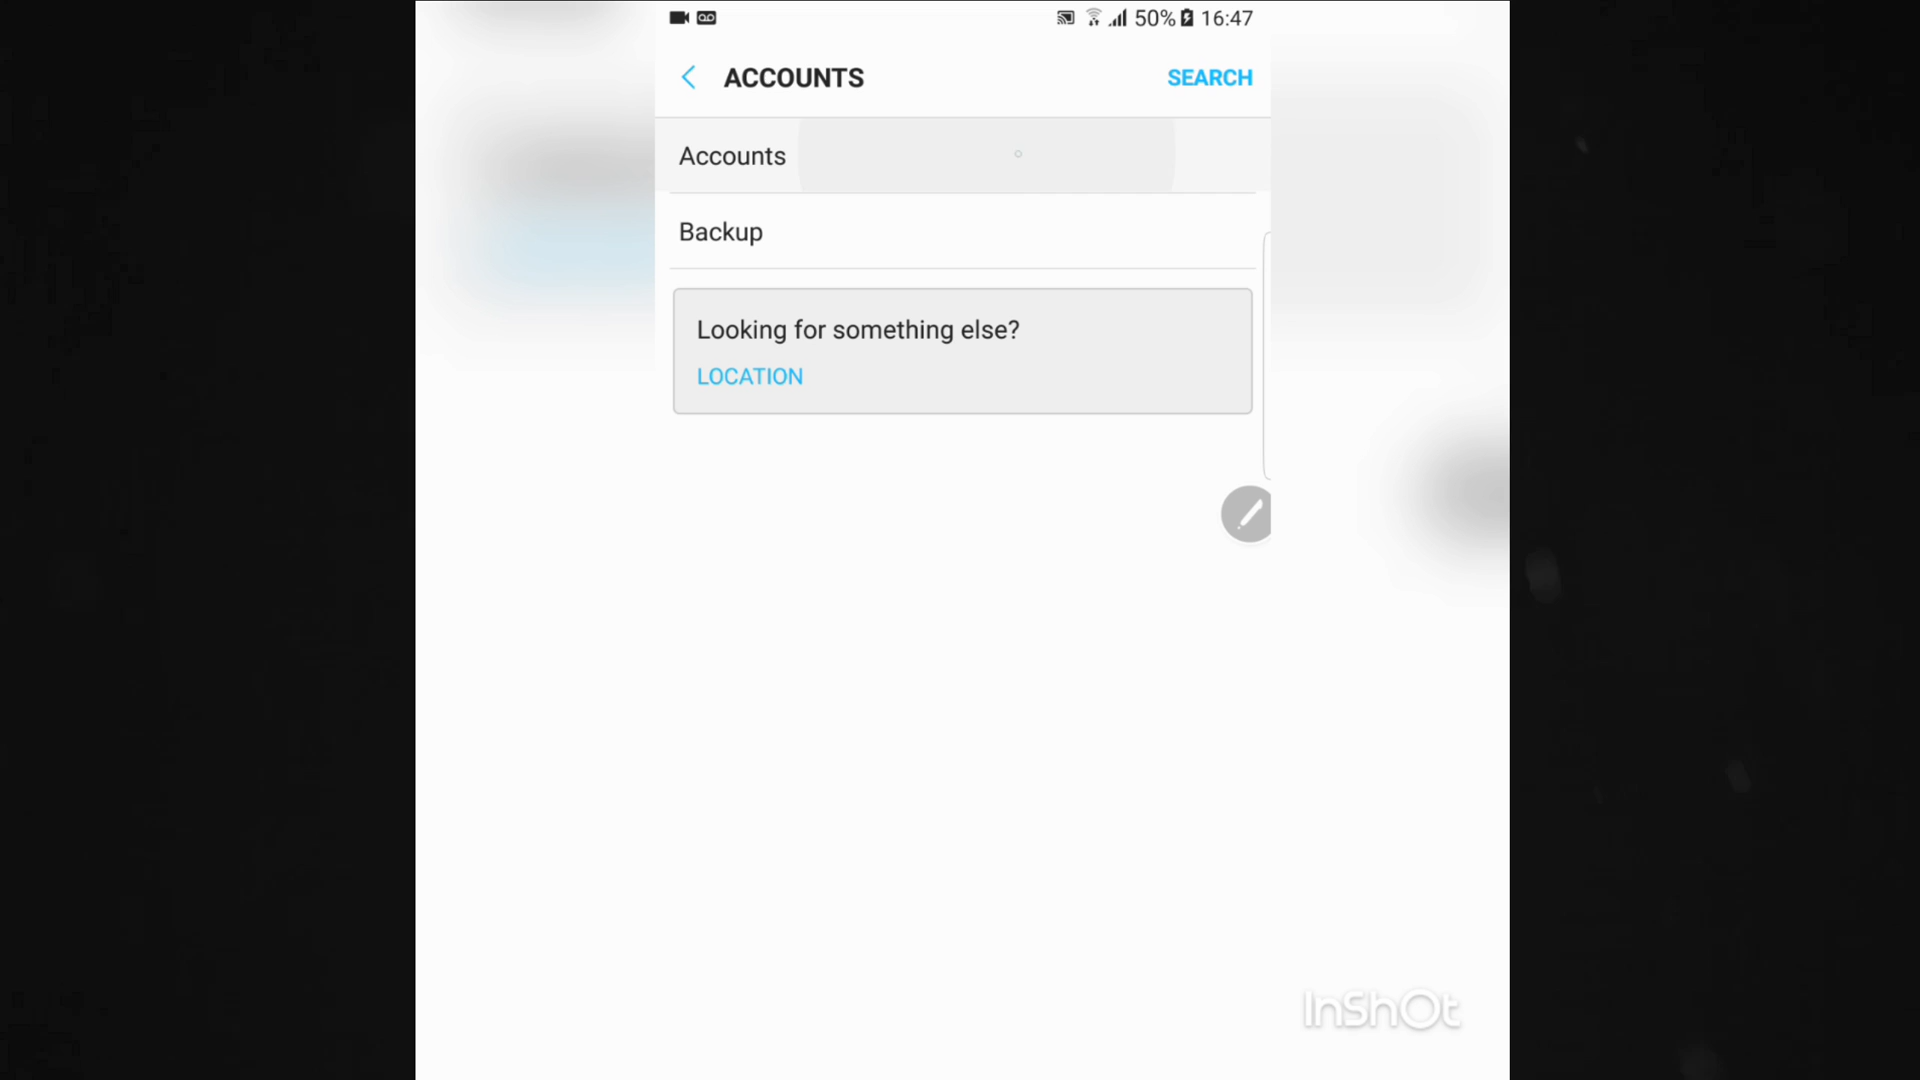 50% 16:47
ACCOUNTS SEARCH
Accounts
Backup
Looking for something else?
LOCATION
InShOt